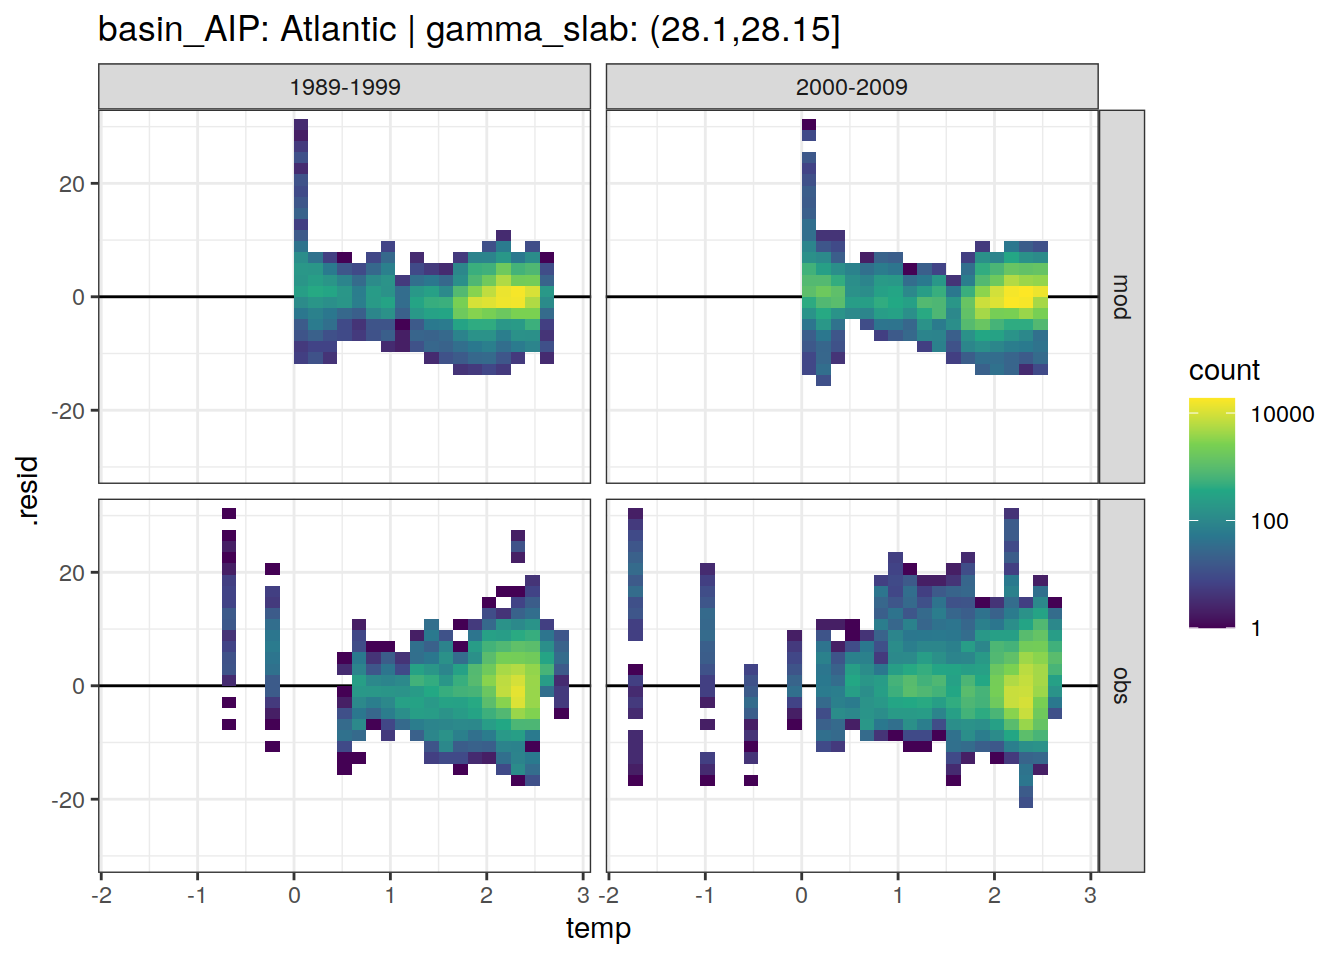 basin_AIP: Atlantic | gamma_slab: (28.1,28.15]
1989-1999
2000-2009
20
0
-20
mod
20
0
-20
obs
.resid
-2 -1 0 1 2 3
-2 -1 0 1 2 3
temp
count
10000
100
1